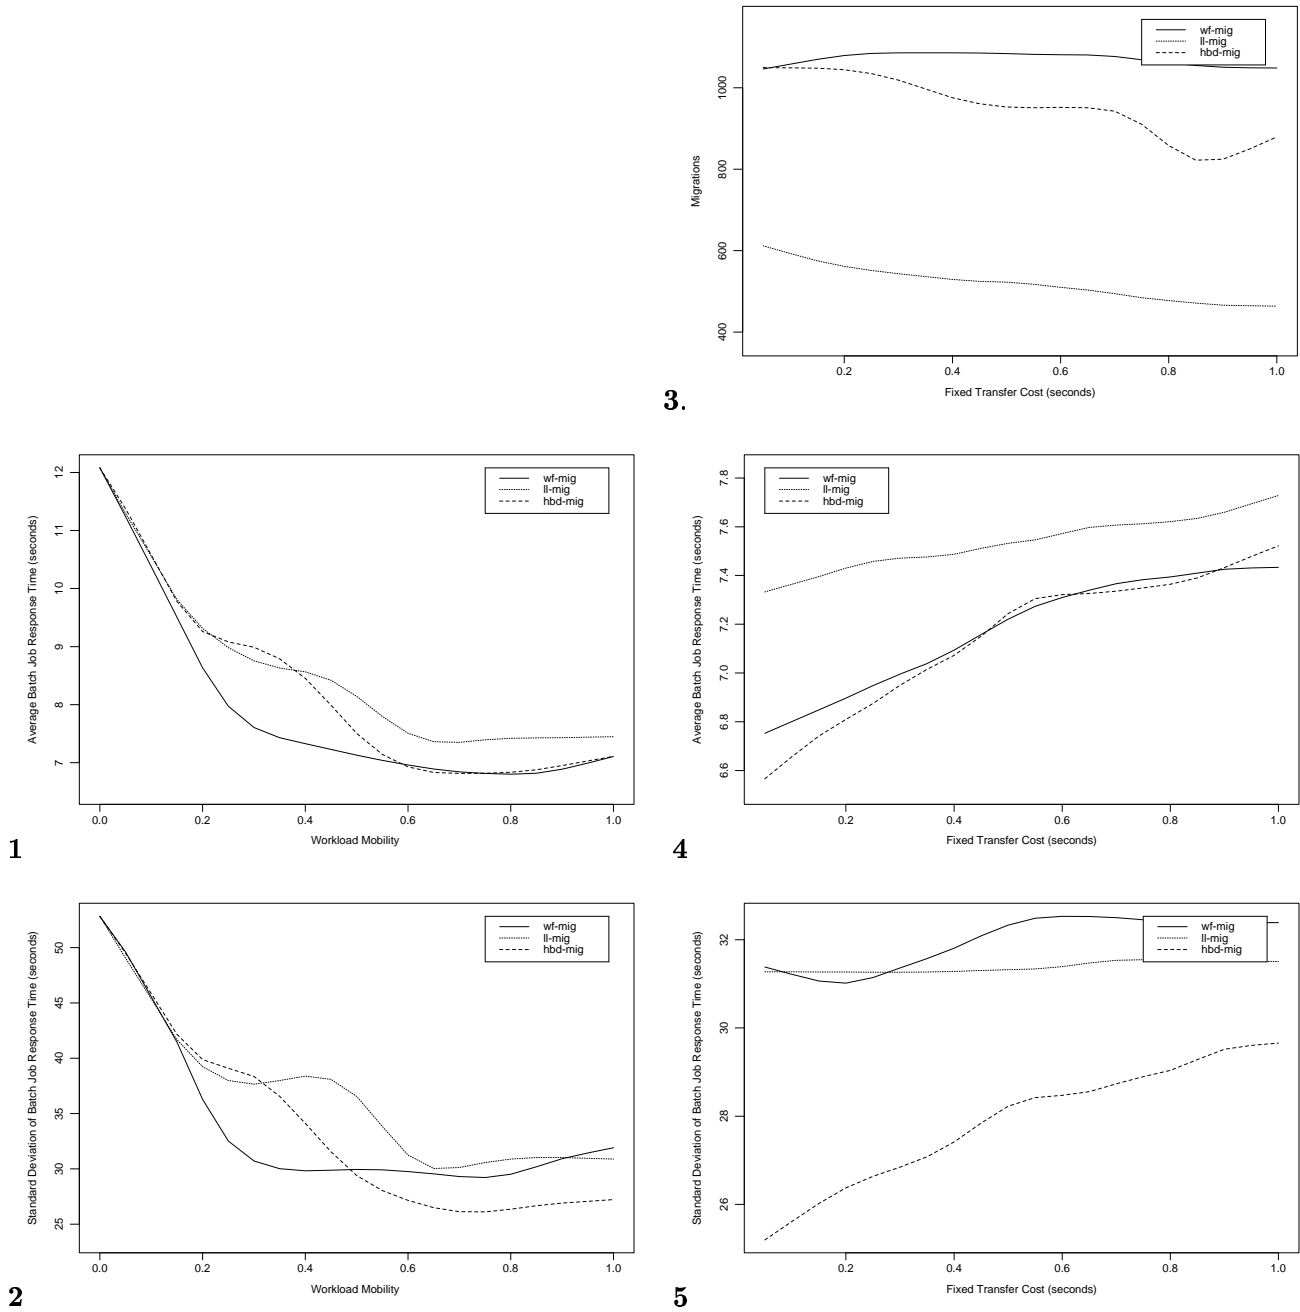 wf-mig
ll-mig
hbd-mig
Migrations
400
600
800
1000
0.2
0.4
0.6
0.8
1.0
Fixed Transfer Cost (seconds)
3.
wf-mig
ll-mig
hbd-mig
Average Batch Job Response Time (seconds)
7
8
9
10
11
12
0.0
0.2
0.4
0.6
0.8
1.0
Workload Mobility
1
wf-mig
ll-mig
hbd-mig
Average Batch Job Response Time (seconds)
6.6
6.8
7.0
7.2
7.4
7.6
7.8
0.2
0.4
0.6
0.8
1.0
Fixed Transfer Cost (seconds)
4
wf-mig
ll-mig
hbd-mig
Standard Deviation of Batch Job Response Time (seconds)
25
30
35
40
45
50
0.0
0.2
0.4
0.6
0.8
1.0
Workload Mobility
2
wf-mig
ll-mig
hbd-mig
Standard Deviation of Batch Job Response Time (seconds)
26
28
30
32
0.2
0.4
0.6
0.8
1.0
Fixed Transfer Cost (seconds)
5